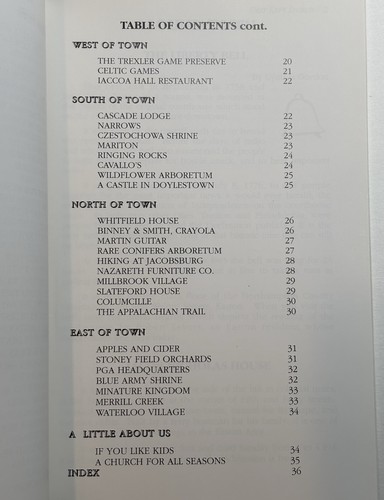 TABLE OF CONTENTS cont.
WEST OF TOWN
THE TREXLER GAME PRESERVE 20
CELTIC GAMES 21
IACCOA HALL RESTAURANT 22
SOUTH OF TOWN
CASCADE LODGE 22
NARROWS 23
CZESTOCHOWA SHRINE 23
MARITON 23
RINGING ROCKS 24
CAVALLO'S 24
WILDFLOWER ARBORETUM 25
A CASTLE IN DOYLESTOWN 25
NORTH OF TOWN
WHITFIELD HOUSE 26
BINNEY & SMITH, CRAYOLA 26
MARTIN GUITAR 27
RARE CONIFERS ARBORETUM 27
HIKING AT JACOBSBURG 28
NAZARETH FURNITURE CO. 28
MILLBROOK VILLAGE 29
SLATEFORD HOUSE 29
COLUMCILLE 30
THE APPALACHIAN TRAIL 30
EAST OF TOWN
APPLES AND CIDER 31
STONEY FIELD ORCHARDS 31
PGA HEADQUARTERS 32
BLUE ARMY SHRINE 32
MINATURE KINGDOM 33
MERRILL CREEK 33
WATERLOO VILLAGE 34
A LITTLE ABOUT US
IF YOU LIKE KIDS 34
A CHURCH FOR ALL SEASONS 35
INDEX 36